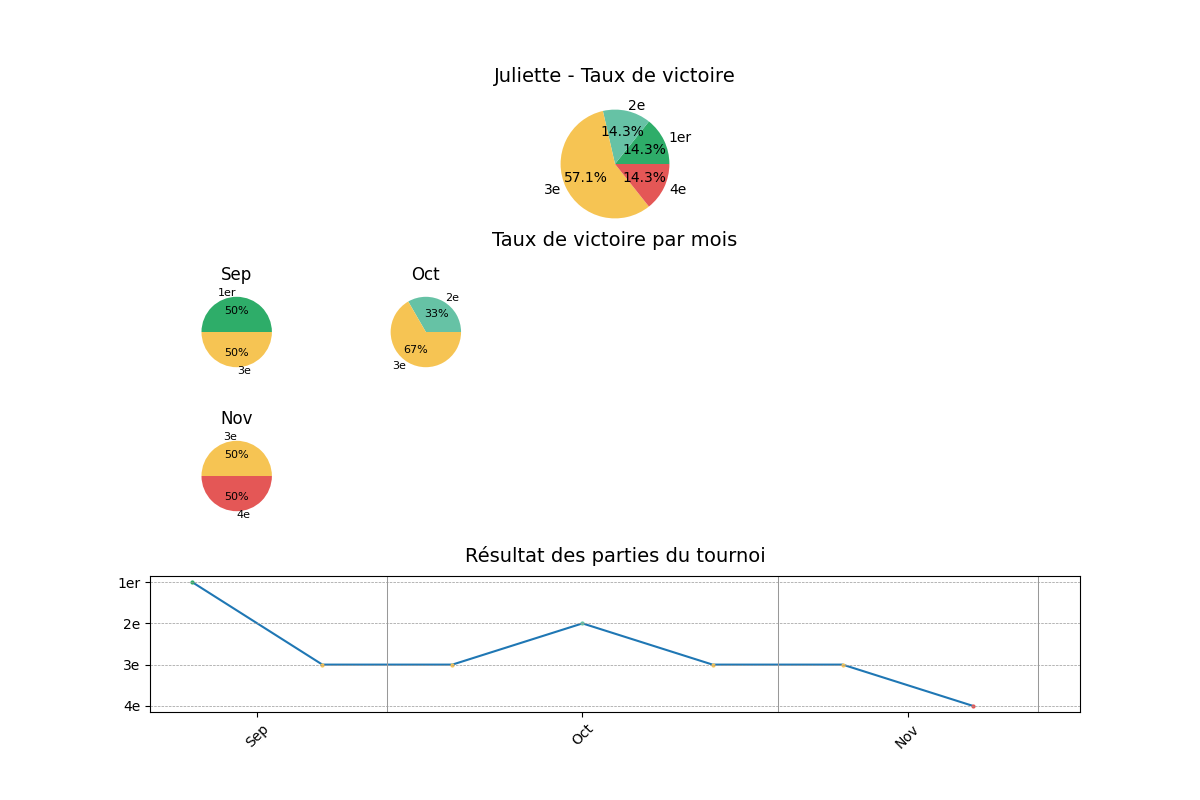 Juliette - Taux de victoire
2e
14.3%
1er
14.3%
57.1%
14.3%
3e
4e
Taux de victoire par mois
Sep
1er
50%
50%
3e
Oct
2e
33%
67%
3e
Nov
3e
50%
50%
4e
Résultat des parties du tournoi
1er
2e
3e
4e
Sep
Oct
Nov